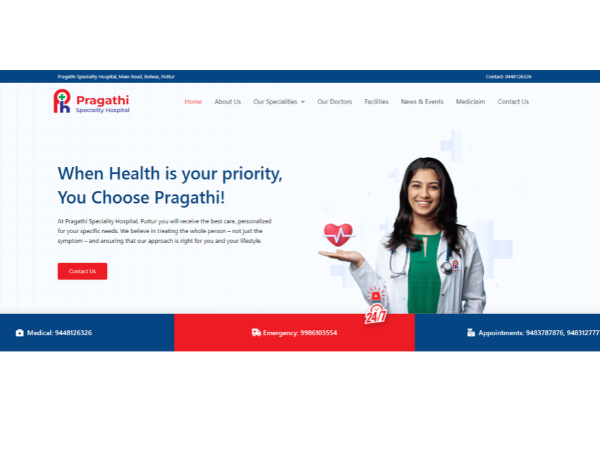 Pragathi Speciality Hospital, Main Road, Bolwar, Puttur
Contact: 9448126326
Pragathi
Speciality Hospital
Home About Us Our Specialities Our Doctors Facilities News & Events Mediclaim Contact Us
When Health is your priority,
You Choose Pragathi!
At Pragathi Speciality Hospital, Puttur you will receive the best care, personalized
for your specific needs. We believe in treating the whole person – not just the
symptom – and ensuring that our approach is right for you and your lifestyle.
Contact Us
24/7
Medical: 9448126326
Emergency: 9986103554
Appointments: 9483787876, 948312777